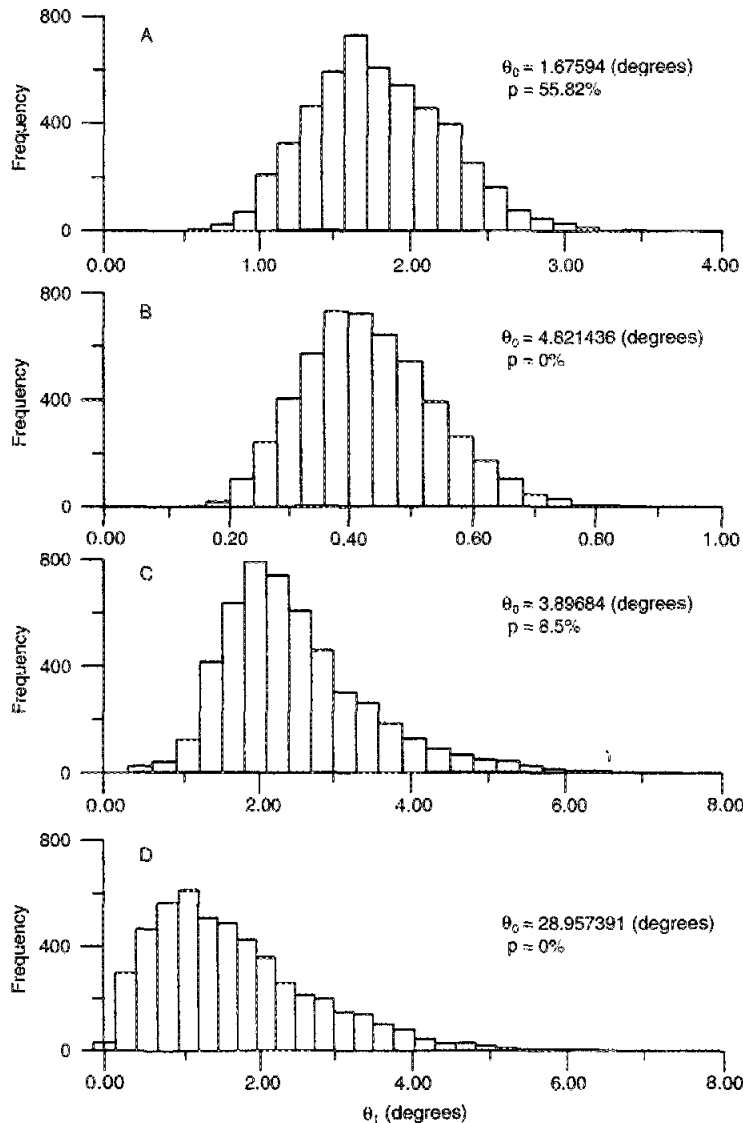 800
A
θ₀ = 1.67594 (degrees)
p = 55.82%
Frequency
400
0
0.00 1.00 2.00 3.00 4.00
800
B
θ₀ = 4.821436 (degrees)
p = 0%
Frequency
400
0
0.00 0.20 0.40 0.60 0.80 1.00
800
C
θ₀ = 3.89684 (degrees)
p = 8.5%
Frequency
400
0
0.00 2.00 4.00 6.00 8.00
800
D
θ₀ = 28.957391 (degrees)
p = 0%
Frequency
400
0
0.00 2.00 4.00 6.00 8.00
θ₁ (degrees)